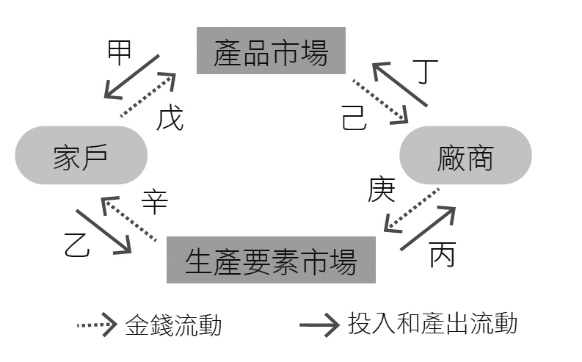 甲
產品市場
丁
戊
己
家戶
廠商
辛
庚
乙
生產要素市場
丙
金錢流動
投入和產出流動